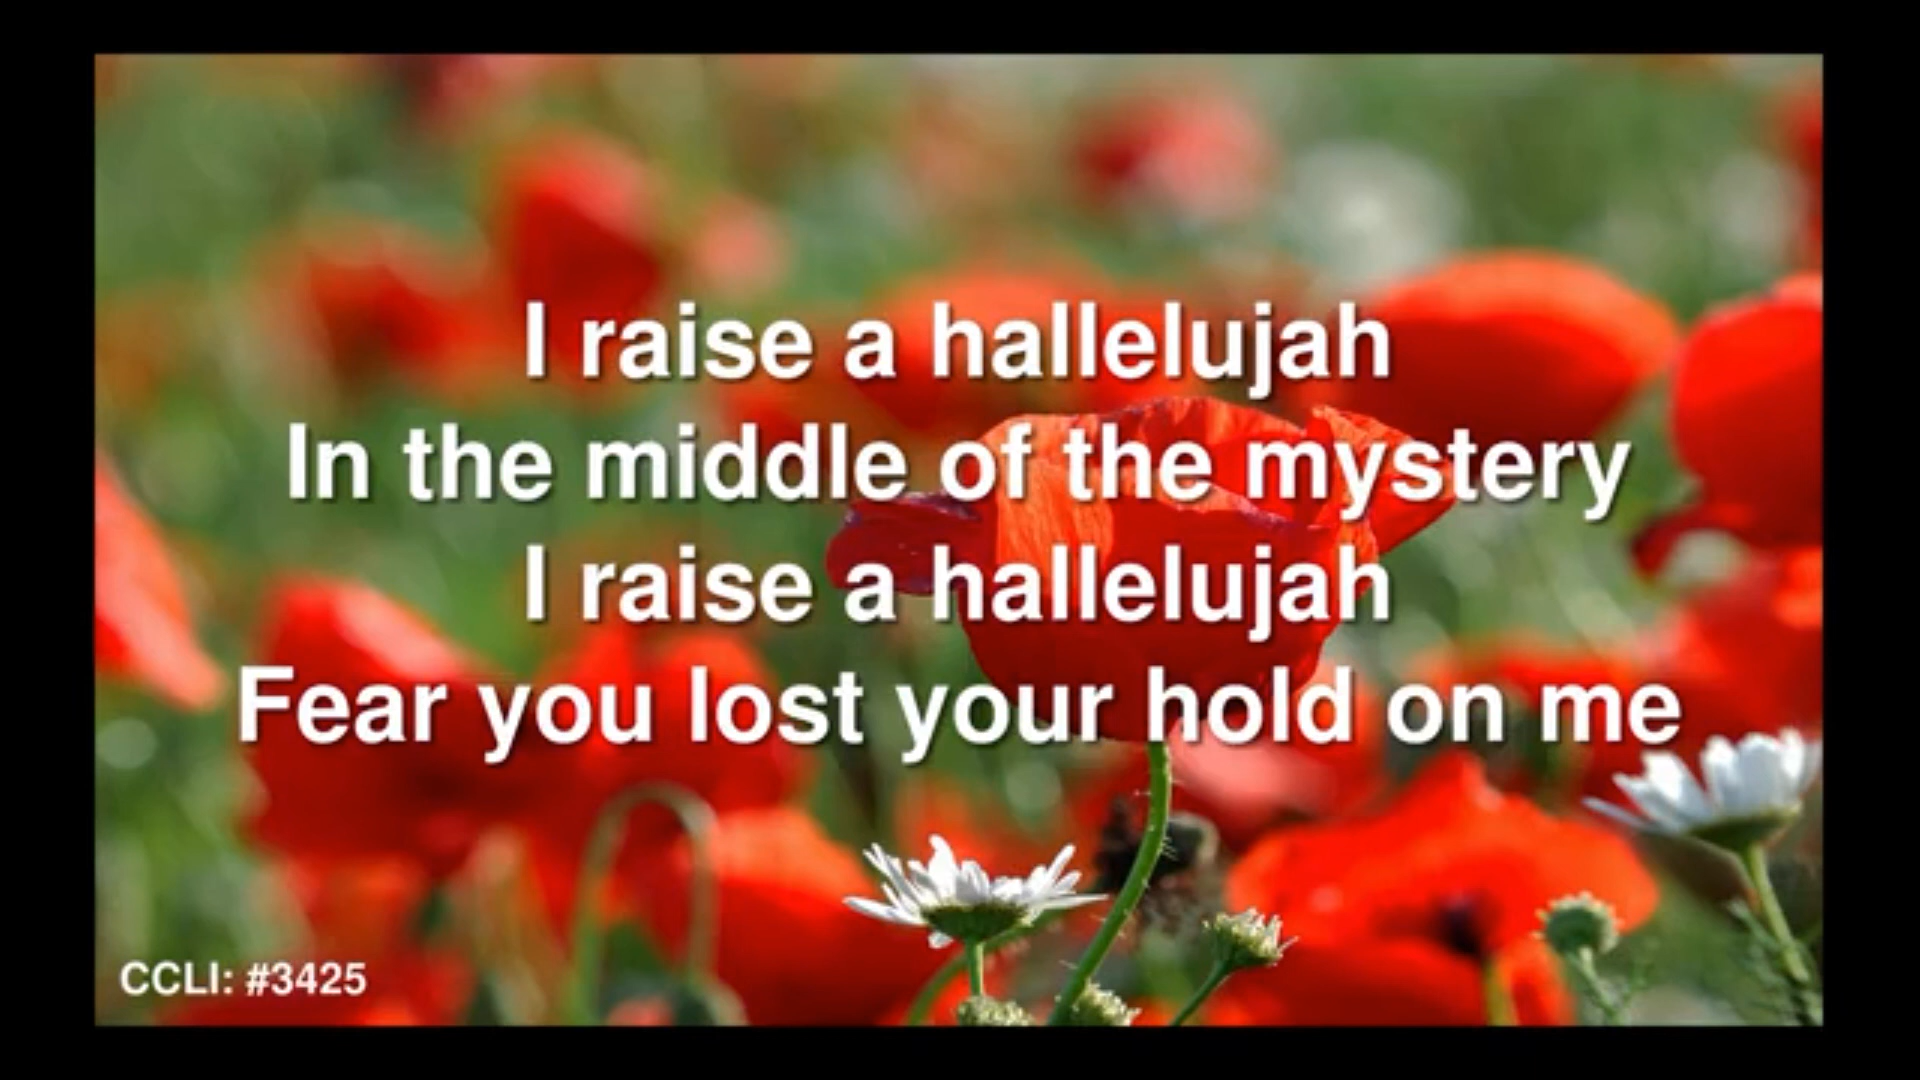 I raise a hallelujah
In the middle of the mystery
I raise a hallelujah
Fear you lost your hold on me
CCLI: #3425